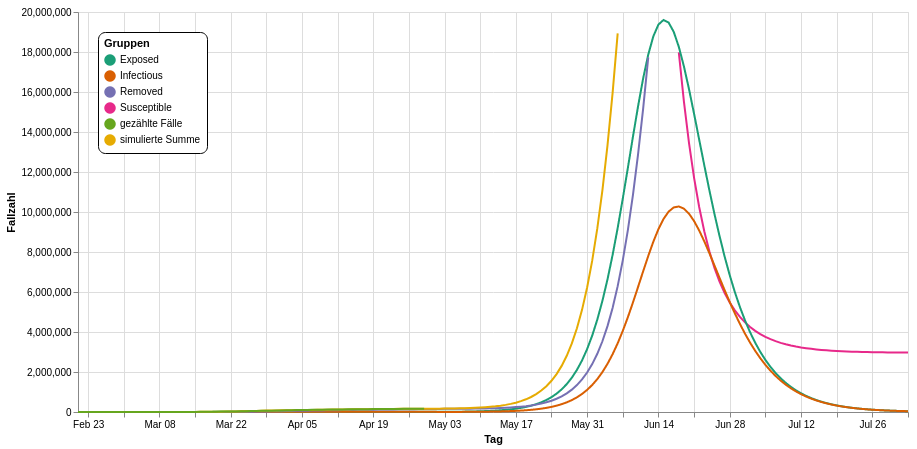 20,000,000
18,000,000
16,000,000
14,000,000
12,000,000
10,000,000
8,000,000
6,000,000
4,000,000
2,000,000
0
Fallzahl
Gruppen
Exposed
Infectious
Removed
Susceptible
gezählte Fälle
simulierte Summe
Feb 23 Mar 08 Mar 22 Apr 05 Apr 19 May 03 May 17 May 31 Jun 14 Jun 28 Jul 12 Jul 26
Tag